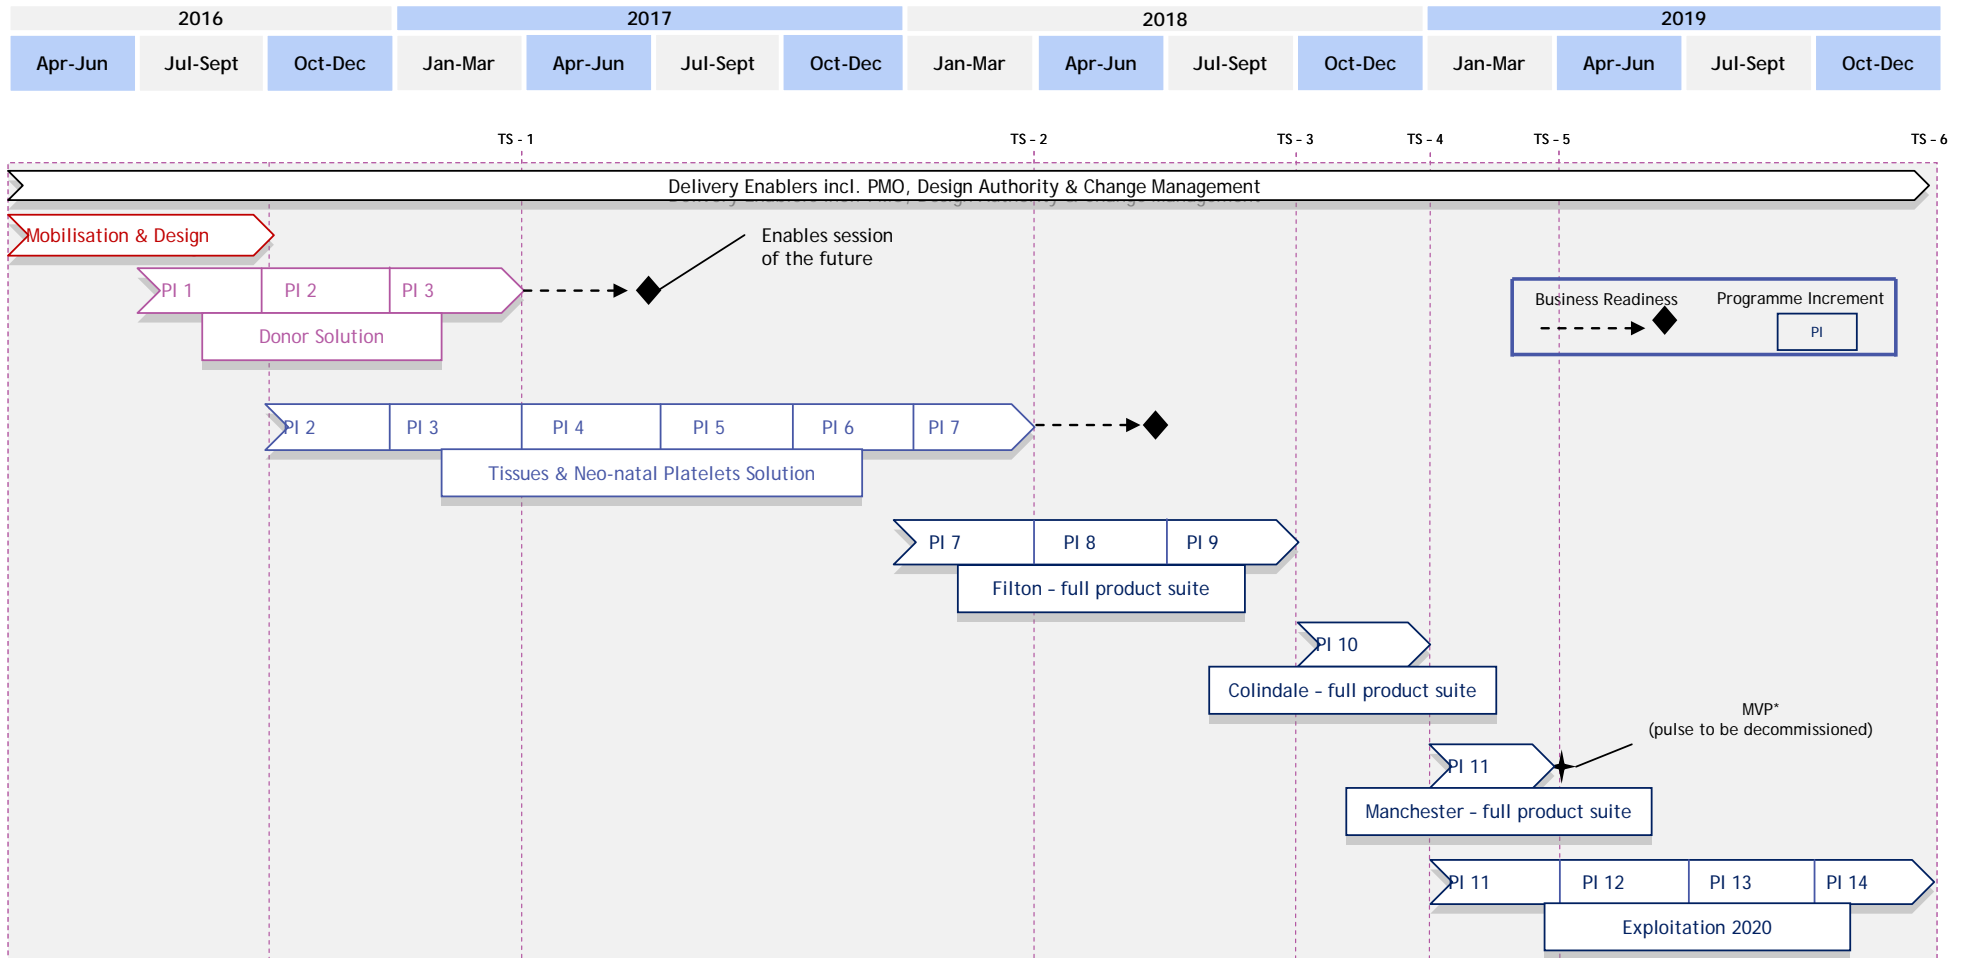 2016 2017 2018 2019
Apr-Jun Jul-Sept Oct-Dec Jan-Mar Apr-Jun Jul-Sept Oct-Dec Jan-Mar Apr-Jun Jul-Sept Oct-Dec Jan-Mar Apr-Jun Jul-Sept Oct-Dec
TS – 1 TS – 2 TS – 3 TS – 4 TS – 5 TS – 6
Delivery Enablers incl. PMO, Design Authority & Change Management
Mobilisation & Design
Enables session
of the future
PI 1 PI 2 PI 3
Donor Solution
Business Readiness Programme Increment
PI
PI 2 PI 3 PI 4 PI 5 PI 6 PI 7
Tissues & Neo-natal Platelets Solution
PI 7 PI 8 PI 9
Filton – full product suite
PI 10
Colindale – full product suite
MVP*
(pulse to be decommissioned)
PI 11
Manchester – full product suite
PI 11 PI 12 PI 13 PI 14
Exploitation 2020